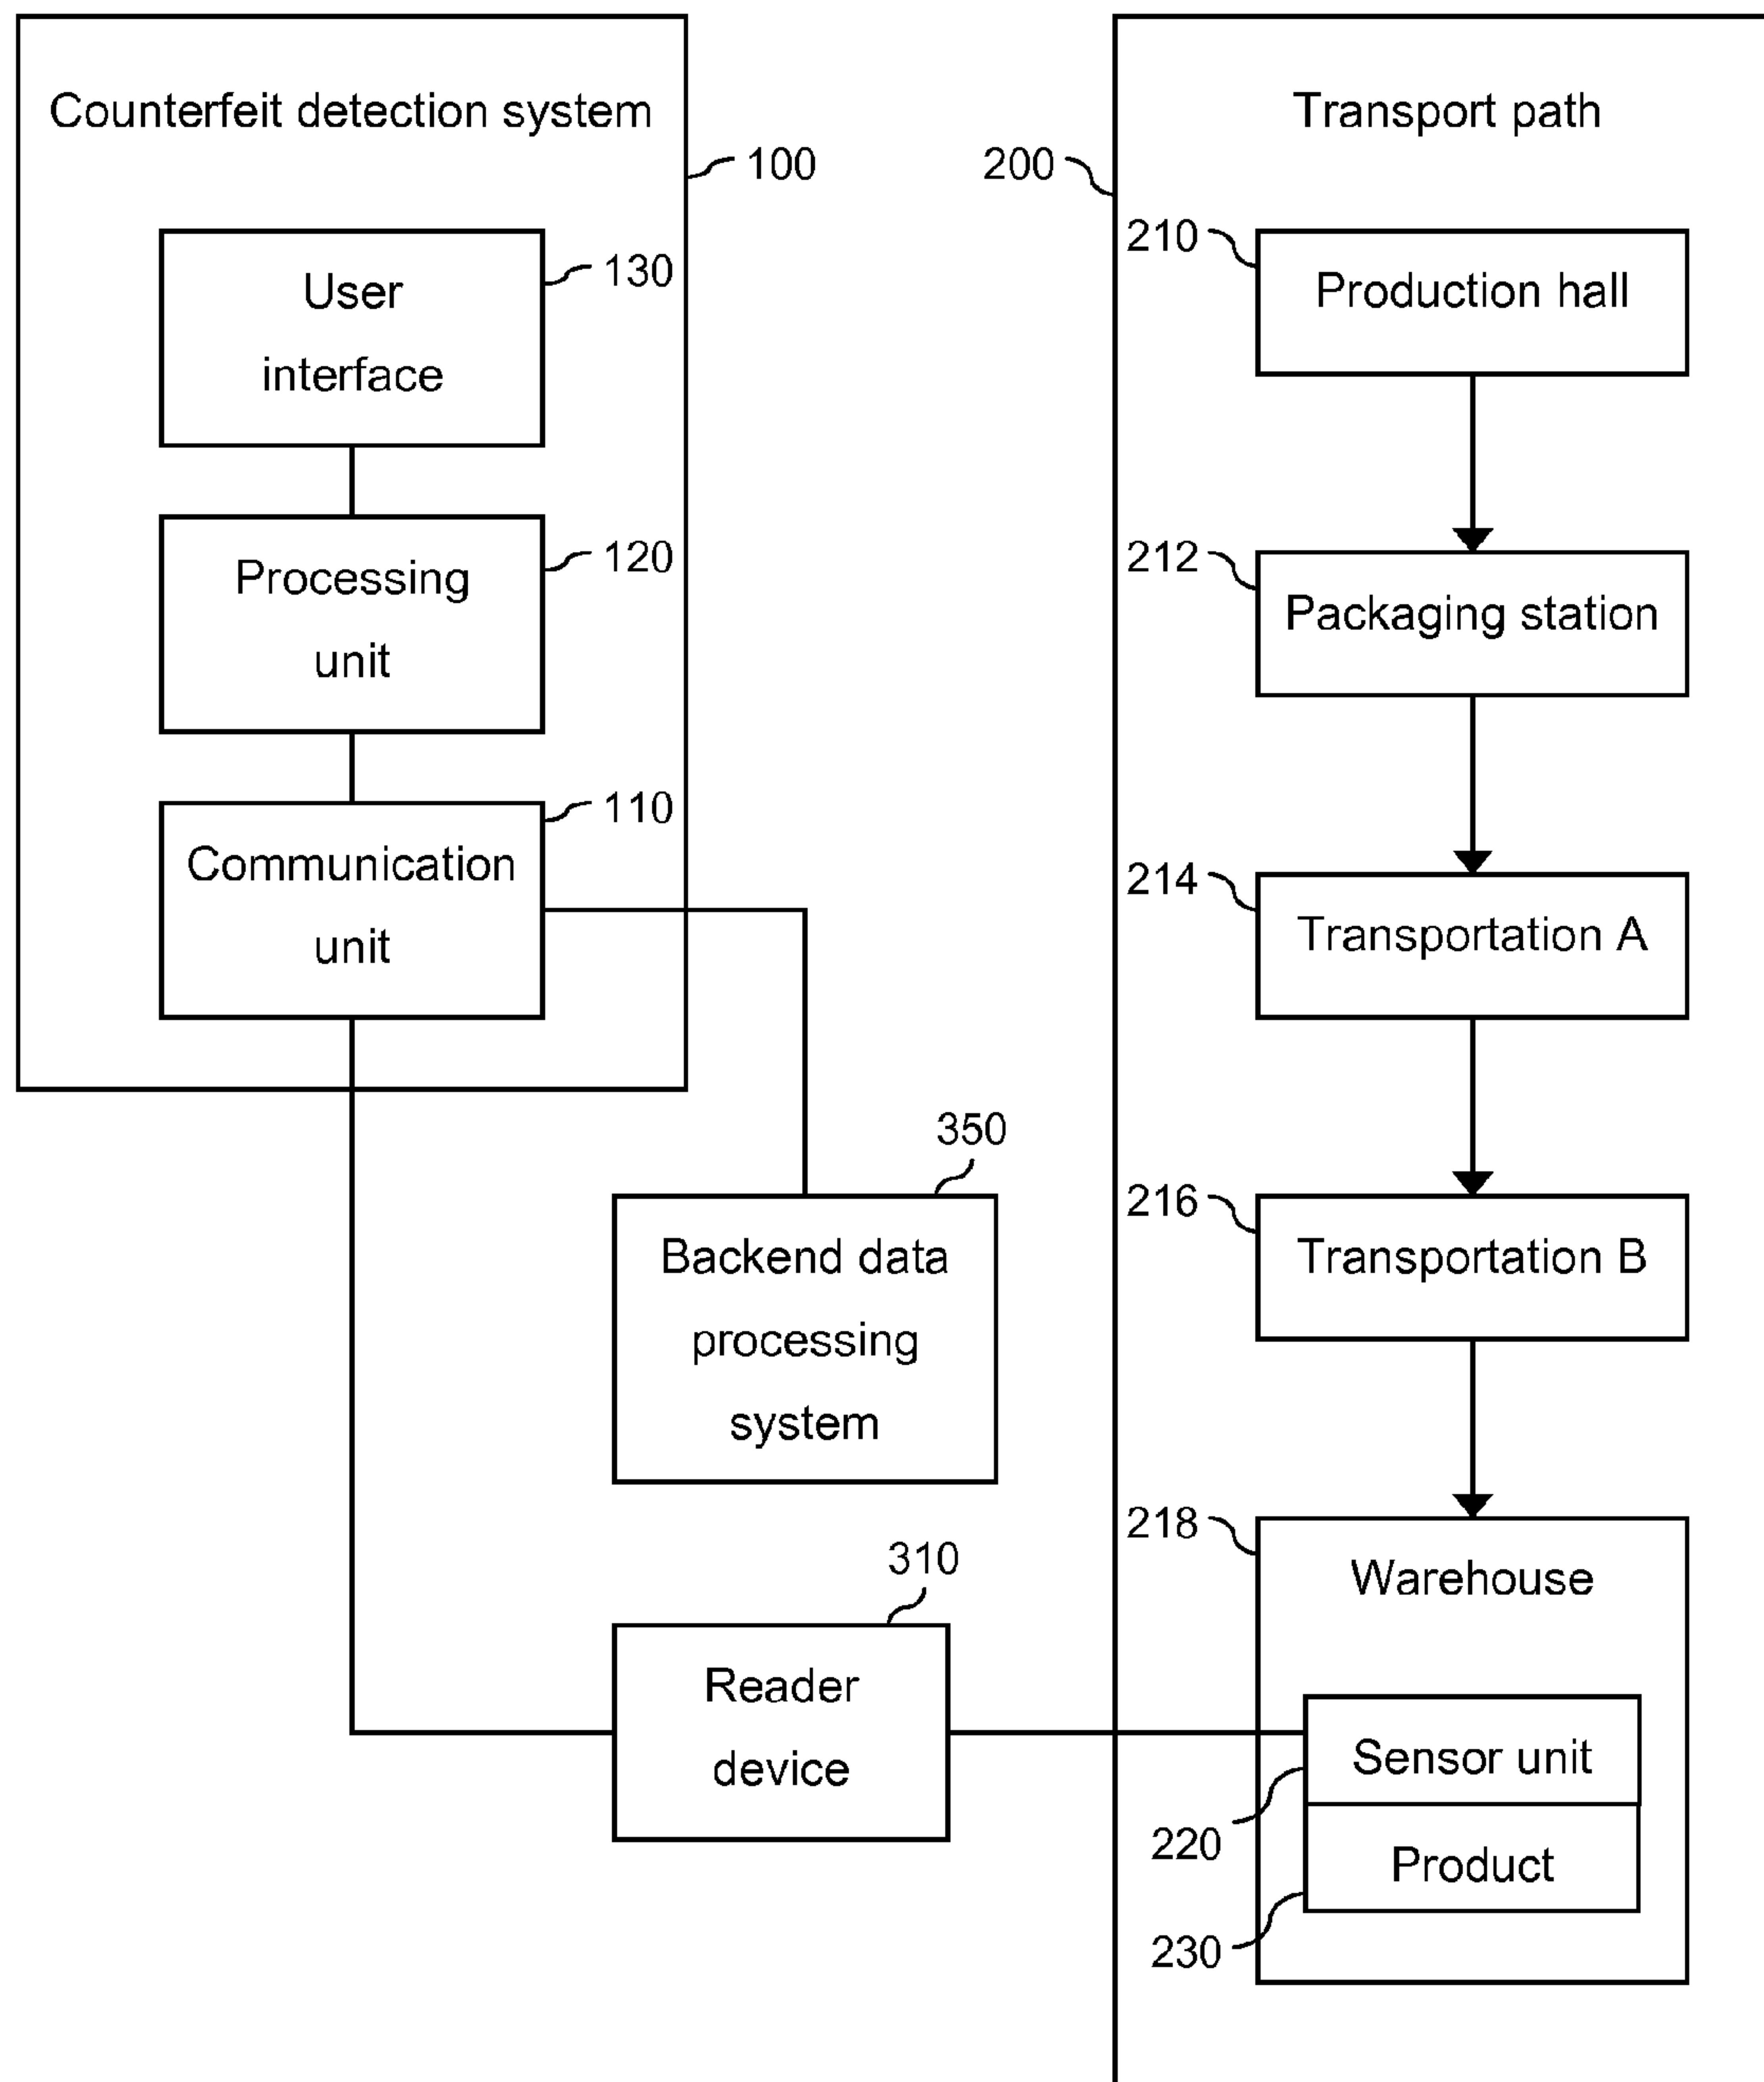 Counterfeit detection system
100
User
interface
130
Processing
unit
120
Communication
unit
110
350
Backend data
processing
system
310
Reader
device
Transport path
200
210
Production hall
212
Packaging station
214
Transportation A
216
Transportation B
218
Warehouse
Sensor unit
220
Product
230